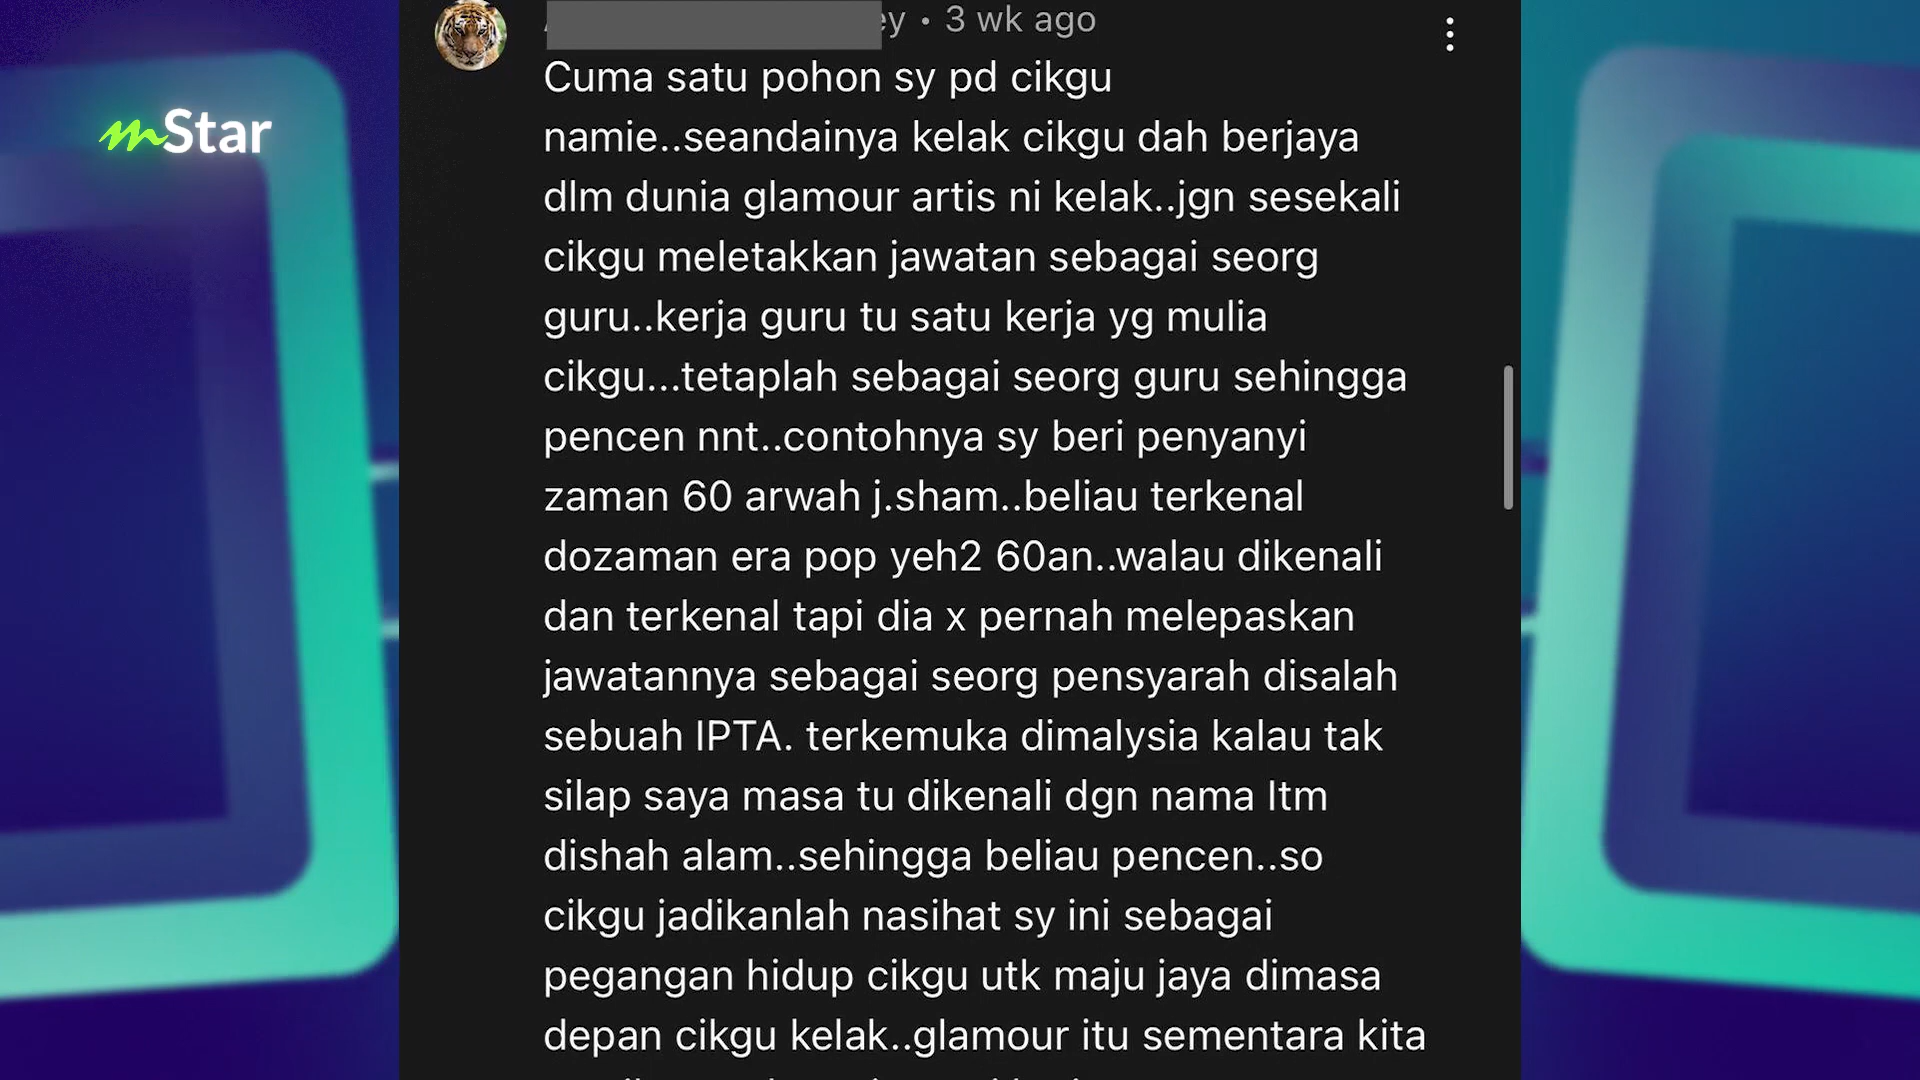 mStar
ey • 3 wk ago
Cuma satu pohon sy pd cikgu
namie..seandainya kelak cikgu dah berjaya
dlm dunia glamour artis ni kelak..jgn sesekali
cikgu meletakkan jawatan sebagai seorg
guru..kerja guru tu satu kerja yg mulia
cikgu...tetaplah sebagai seorg guru sehingga
pencen nnt..contohnya sy beri penyanyi
zaman 60 arwah j.sham..beliau terkenal
dozaman era pop yeh2 60an..walau dikenali
dan terkenal tapi dia x pernah melepaskan
jawatannya sebagai seorg pensyarah disalah
sebuah IPTA. terkemuka dimalysia kalau tak
silap saya masa tu dikenali dgn nama Itm
dishah alam..sehingga beliau pencen..so
cikgu jadikanlah nasihat sy ini sebagai
pegangan hidup cikgu utk maju jaya dimasa
depan cikgu kelak..glamour itu sementara kita